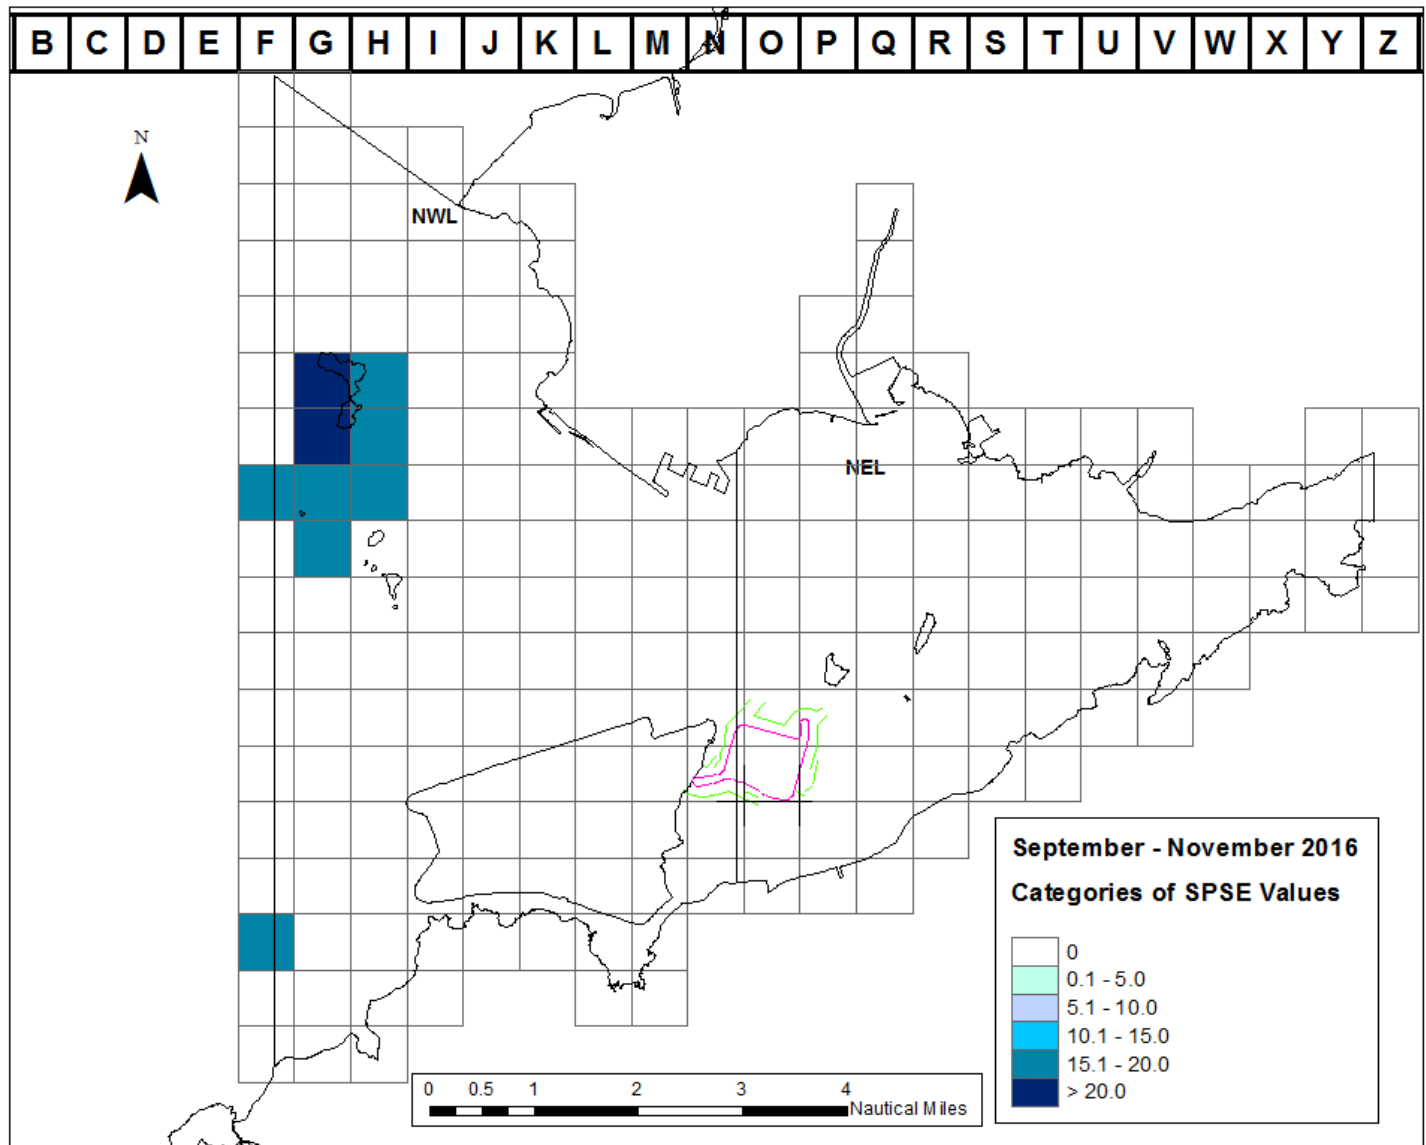 B C D E F G H I J K L M N O P Q R S T U V W X Y Z
N
NWL
NEL
September - November 2016
Categories of SPSE Values
0
0.1 - 5.0
5.1 - 10.0
10.1 - 15.0
15.1 - 20.0
> 20.0
0 0.5 1 2 3 4
Nautical Miles